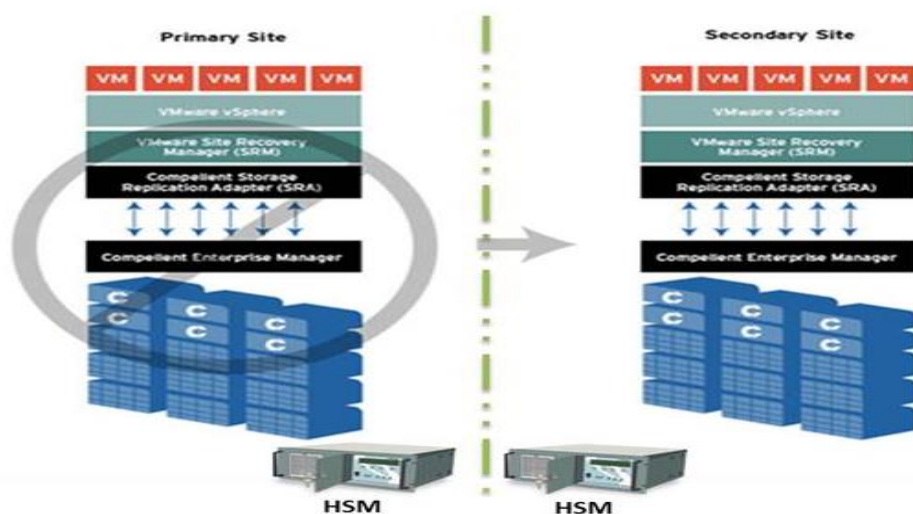 Primary Site
VM VM VM VM VM
VMware vSphere
VMware Site Recovery
Manager (SRM)
Compellent Storage
Replication Adapter (SRA)
Compellent Enterprise Manager
C
C
C
C
C
C
HSM
Secondary Site
VM VM VM VM VM
VMware vSphere
VMware Site Recovery
Manager (SRM)
Compellent Storage
Replication Adapter (SRA)
Compellent Enterprise Manager
C
C
C
C
C
C
HSM